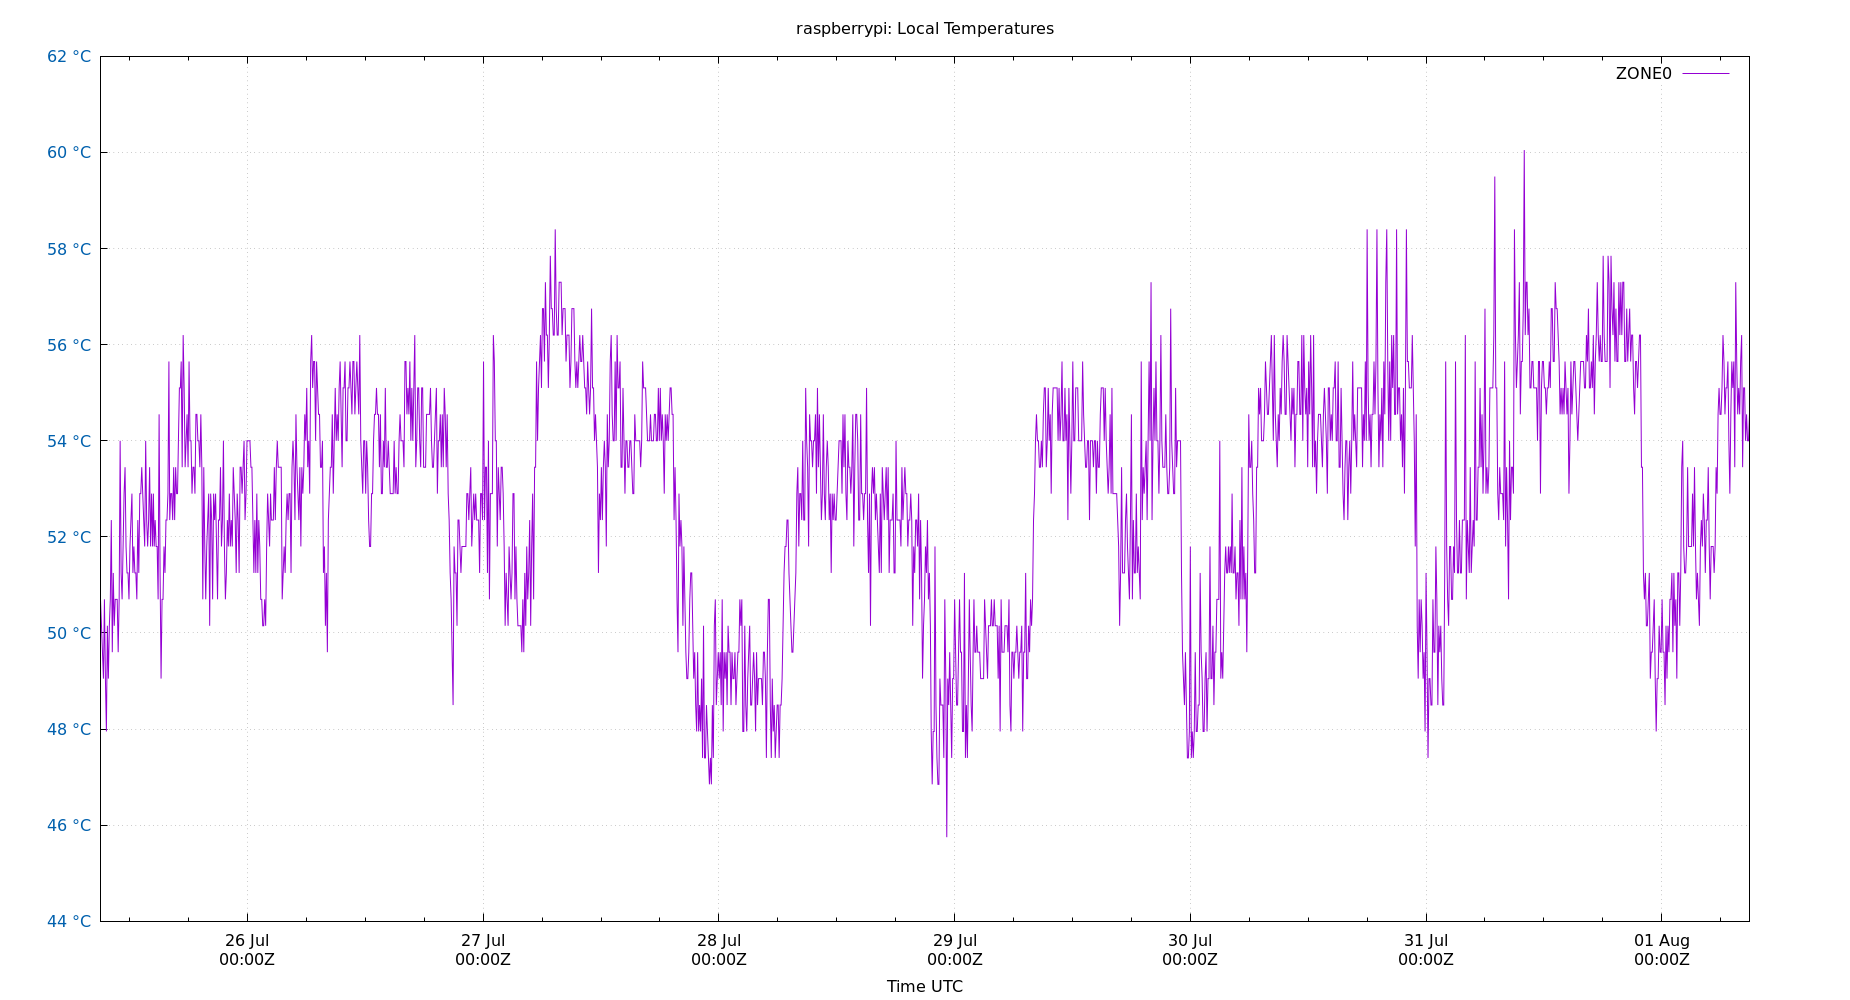 raspberrypi: Local Temperatures
62 °C
ZONE0
60 °C
58 °C
56 °C
54 °C
52 °C
50 °C
48 °C
46 °C
44 °C
26 Jul 27 Jul 28 Jul 29 Jul 30 Jul 31 Jul 01 Aug
00:00Z 00:00Z 00:00Z 00:00Z 00:00Z 00:00Z 00:00Z
Time UTC